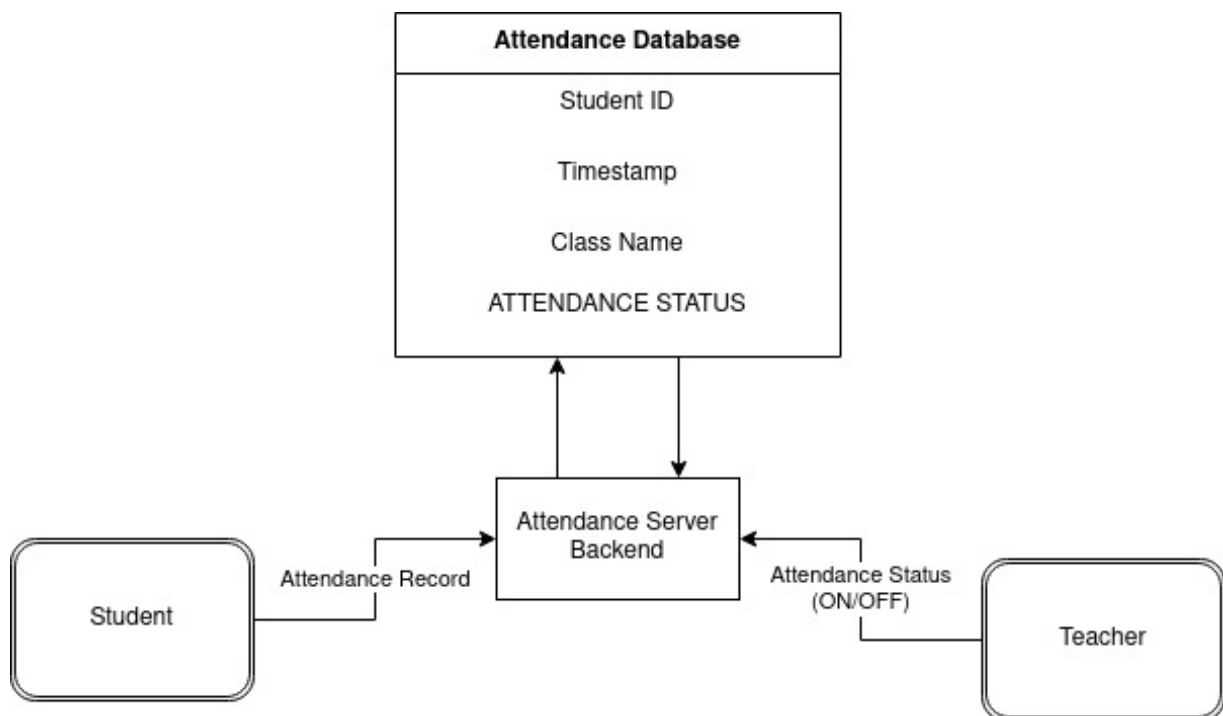 Attendance Database
Student ID
Timestamp
Class Name
ATTENDANCE STATUS
Attendance Server
Backend
Attendance Record
Student
Attendance Status
(ON/OFF)
Teacher